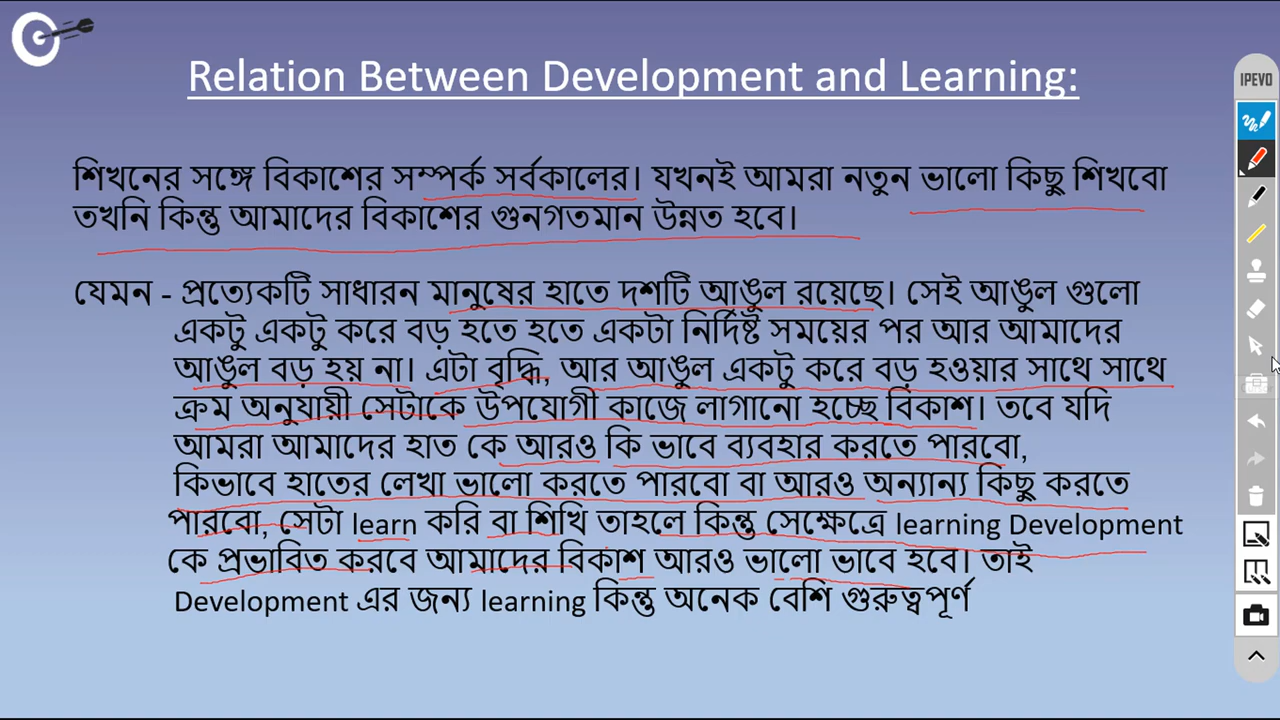 Relation Between Development and Learning:
শিখনের সঙ্গে বিকাশের সম্পর্ক সর্বকালের। যখনই আমরা নতুন ভালো কিছু শিখবো
তখনি কিন্তু আমাদের বিকাশের গুনগতমান উন্নত হবে।
যেমন - প্রত্যেকটি সাধারন মানুষের হাতে দশটি আঙুল রয়েছে। সেই আঙুল গুলো
একটু একটু করে বড় হতে হতে একটা নির্দিষ্ট সময়ের পর আর আমাদের
আঙুল বড় হয় না। এটা বৃদ্ধি, আর আঙুল একটু করে বড় হওয়ার সাথে সাথে
ক্রম অনুযায়ী সেটাকে উপযোগী কাজে লাগানো হচ্ছে বিকাশ। তবে যদি
আমরা আমাদের হাত কে আরও কি ভাবে ব্যবহার করতে পারবো,
কিভাবে হাতের লেখা ভালো করতে পারবো বা আরও অন্যান্য কিছু করতে
পারবো, সেটা learn করি বা শিখি তাহলে কিন্তু সেক্ষেত্রে learning Development
কে প্রভাবিত করবে আমাদের বিকাশ আরও ভালো ভাবে হবে। তাই
Development এর জন্য learning কিন্তু অনেক বেশি গুরুত্বপূর্ণ
IPEVO